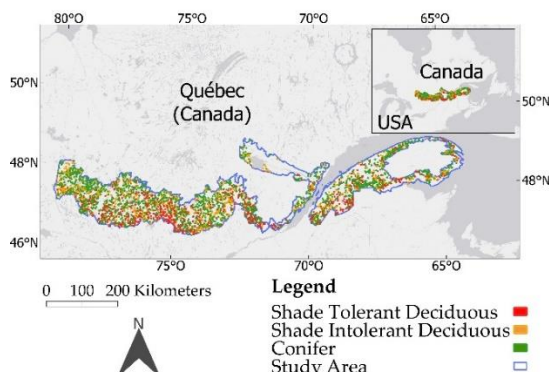 80°O 75°O 70°O 65°O
50°N
Québec
(Canada)
Canada
50°N
USA
48°N
48°N
46°N
75°O 70°O 65°O
0 100 200 Kilometers
N
Legend
Shade Tolerant Deciduous
Shade Intolerant Deciduous
Conifer
Study Area